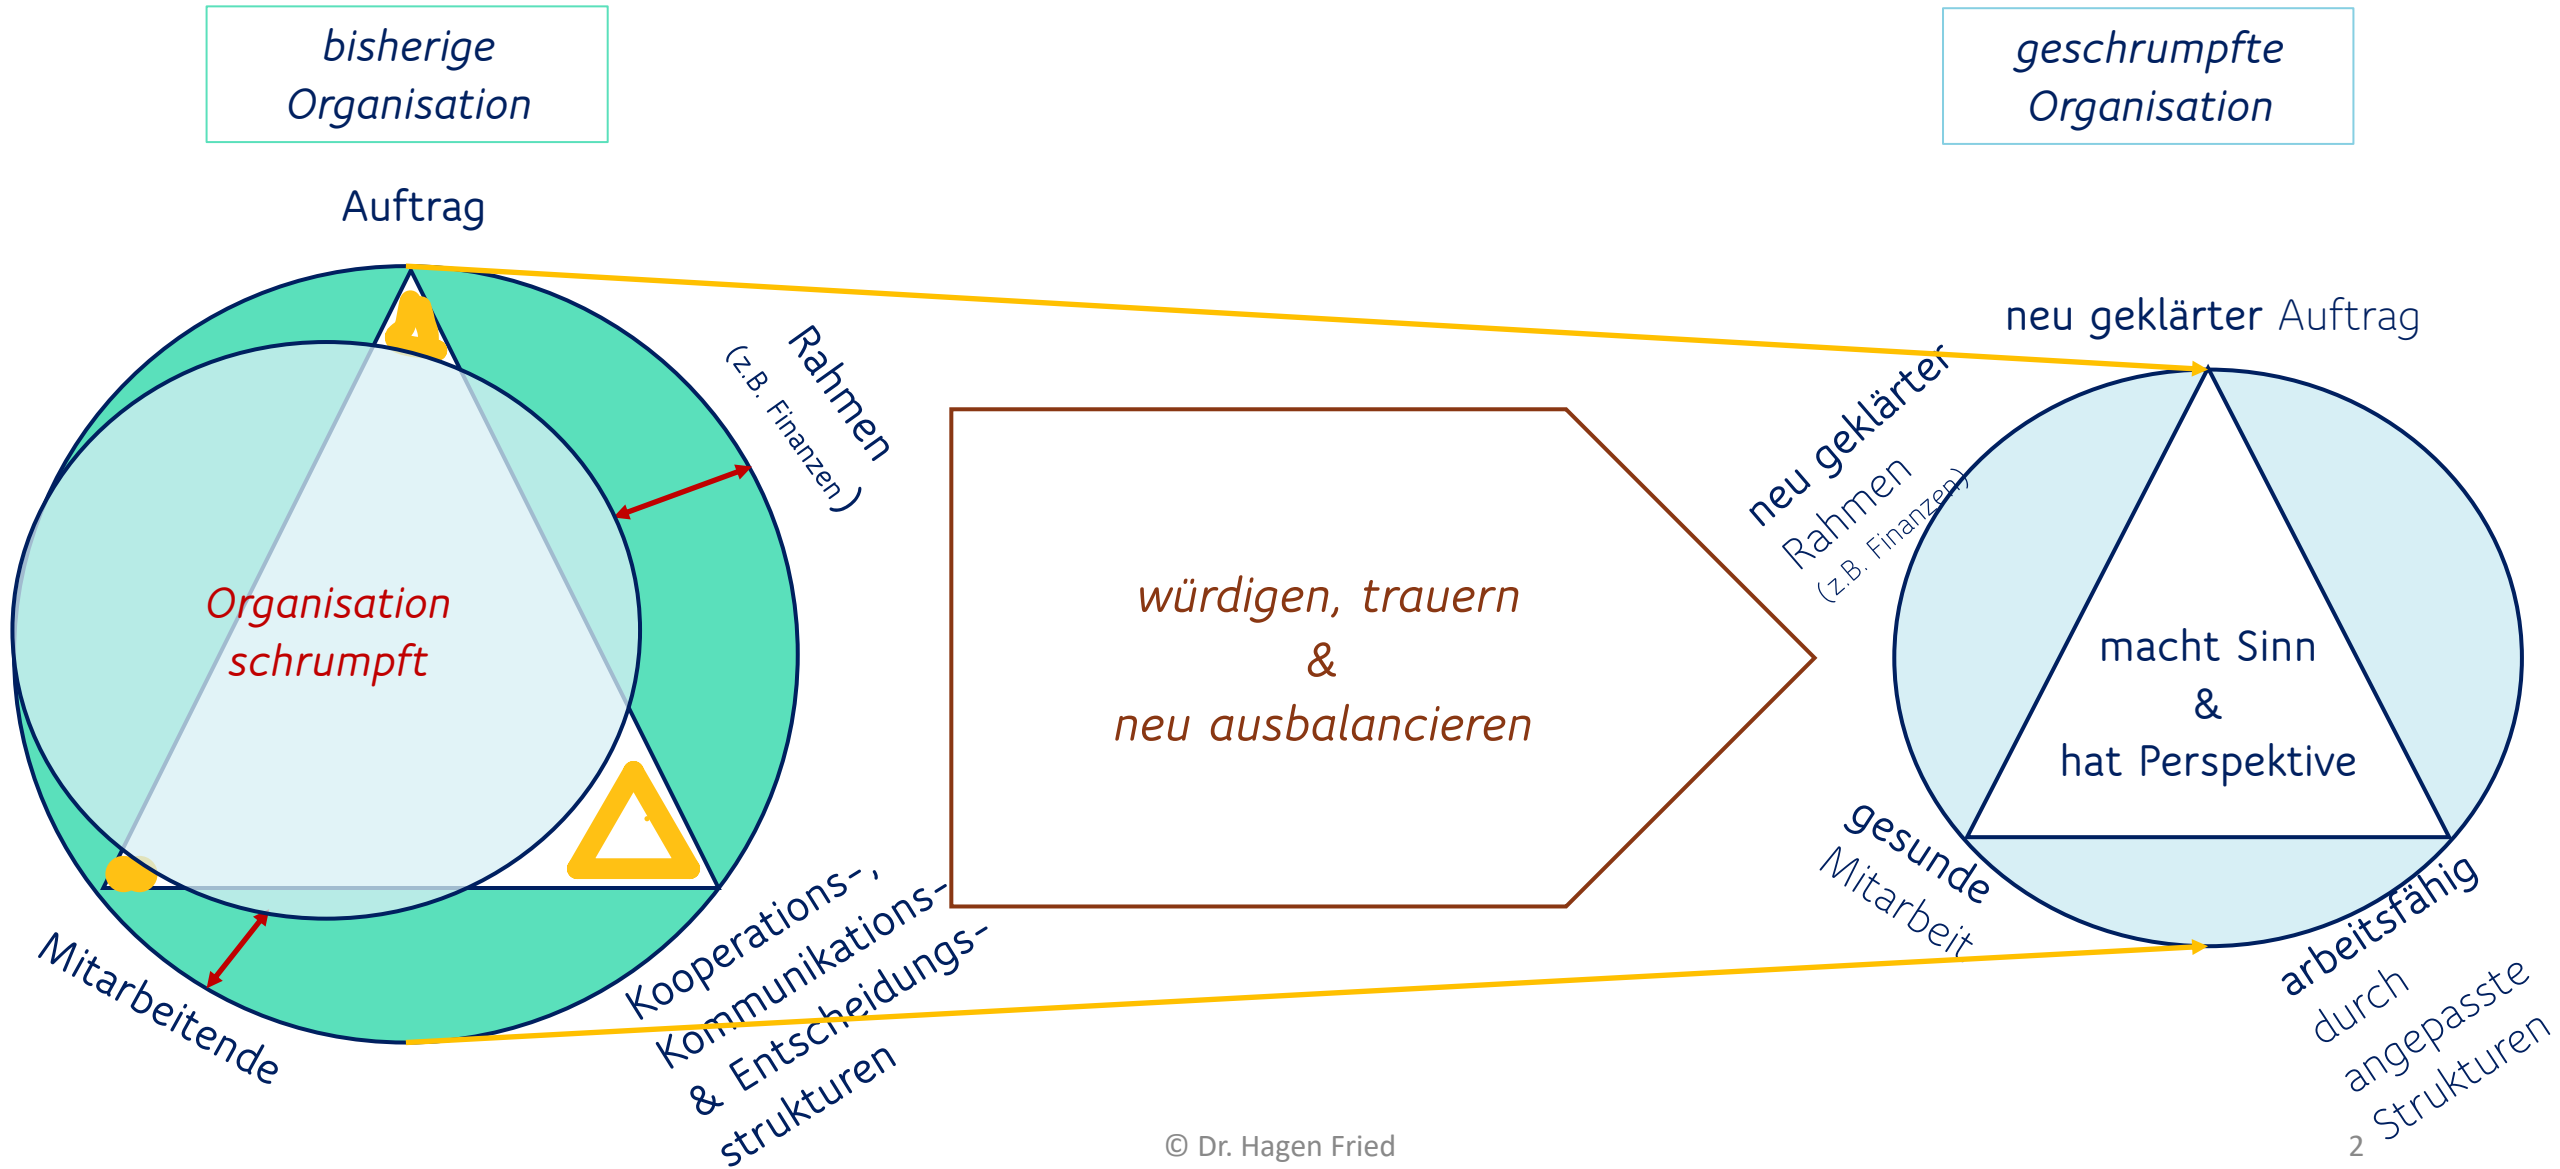 bisherige
Organisation
geschrumpfte
Organisation
Auftrag
Rahmen
(z.B. Finanzen)
Organisation
schrumpft
Mitarbeitende
Kooperations-,
Kommunikations-
& Entscheidungs-
strukturen
würdigen, trauern
&
neu ausbalancieren
neu geklärter Auftrag
neu geklärter
Rahmen
(z.B. Finanzen)
macht Sinn
&
hat Perspektive
gesunde
Mitarbeit
arbeitsfähig
durch
angepasste
Strukturen
© Dr. Hagen Fried
2